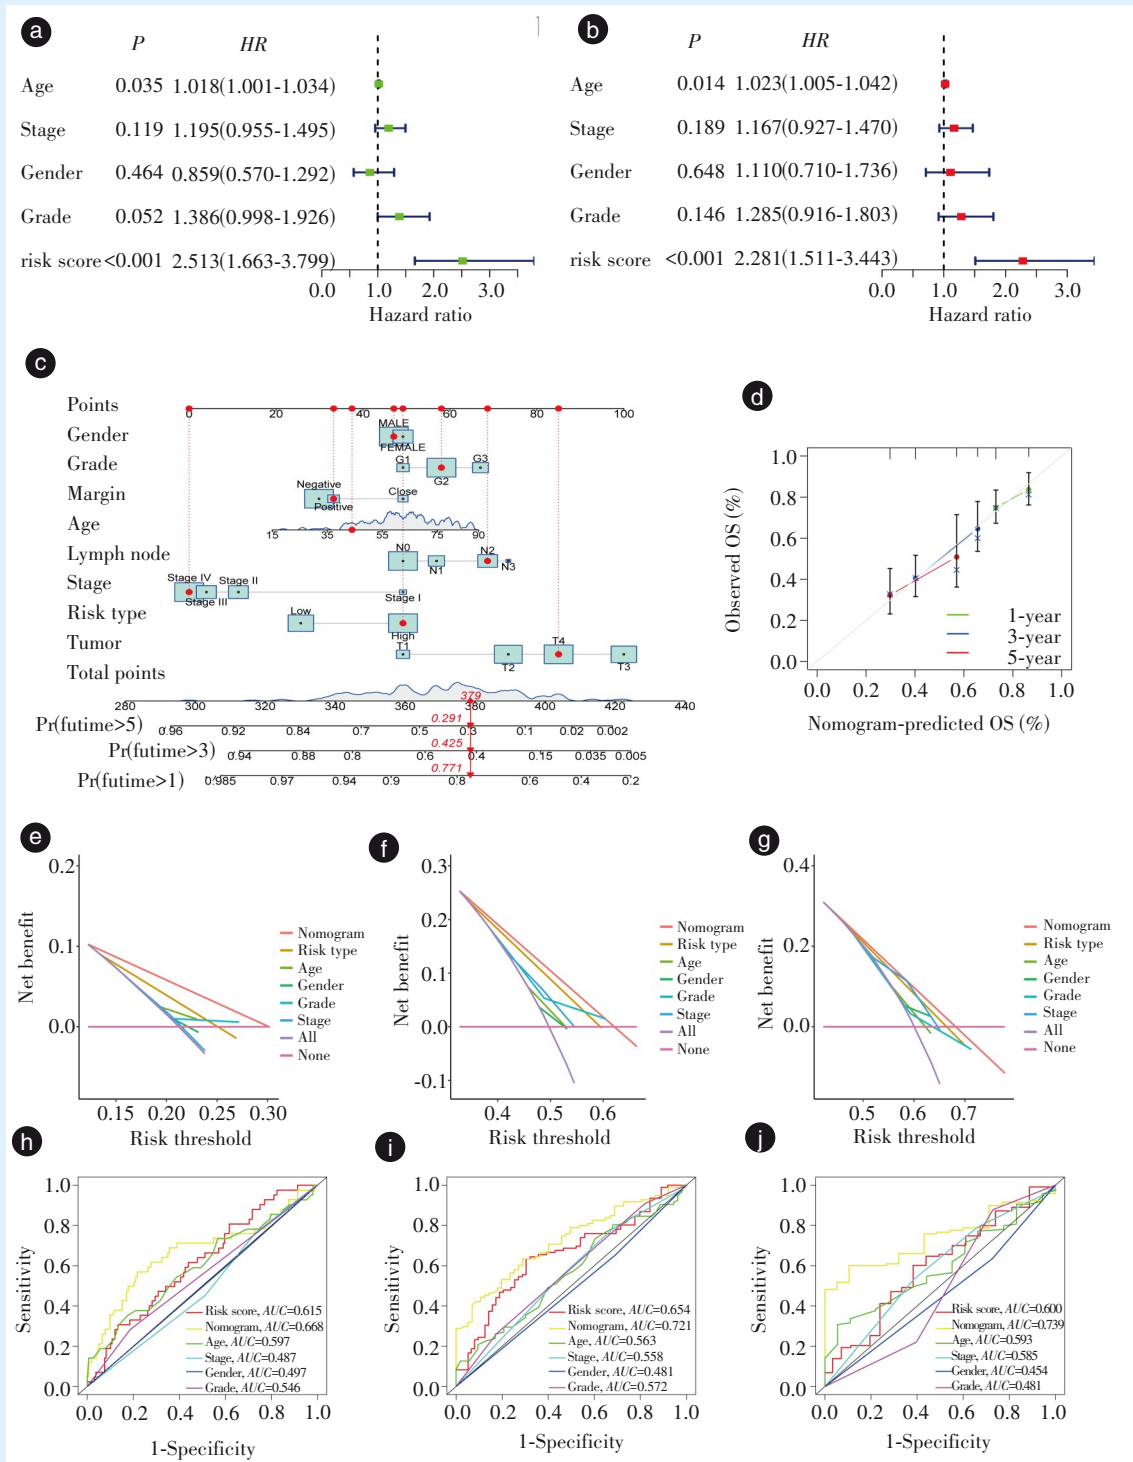 a
P HR
Age 0.035 1.018(1.001-1.034)
Stage 0.119 1.195(0.955-1.495)
Gender 0.464 0.859(0.570-1.292)
Grade 0.052 1.386(0.998-1.926)
risk score <0.001 2.513(1.663-3.799)
0.0 1.0 2.0 3.0
Hazard ratio
b
P HR
Age 0.014 1.023(1.005-1.042)
Stage 0.189 1.167(0.927-1.470)
Gender 0.648 1.110(0.710-1.736)
Grade 0.146 1.285(0.916-1.803)
risk score <0.001 2.281(1.511-3.443)
0.0 1.0 2.0 3.0
Hazard ratio
c
Points
0 20 40 60 80 100
MALE
Gender
FEMALE
Grade
G1 G3
G2
Margin
Negative Close
Positive
Age
15 35 55 75 90
Lymph node
N0 N2
N1 N3
Stage
Stage IV Stage II
Stage III Stage I
Risk type
Low
High
Tumor
T1 T4
T2 T3
Total points
379
280 300 320 340 360 380 400 420 440
0.291
Pr(futime>5)
0.96 0.92 0.84 0.7 0.5 0.3 0.1 0.02 0.002
0.425
Pr(futime>3)
0.94 0.88 0.8 0.6 0.4 0.15 0.035 0.005
0.771
Pr(futime>1)
0.985 0.97 0.94 0.9 0.8 0.6 0.4 0.2
d
Observed OS (%)
1.0
0.8
0.6
0.4
0.2
0.0
1-year
3-year
5-year
0.0 0.2 0.4 0.6 0.8 1.0
Nomogram-predicted OS (%)
e
Net benefit
0.2
0.1
0.0
Nomogram
Risk type
Age
Gender
Grade
Stage
All
None
0.15 0.20 0.25 0.30
Risk threshold
f
Net benefit
0.3
0.2
0.1
0.0
-0.1
Nomogram
Risk type
Age
Gender
Grade
Stage
All
None
0.4 0.5 0.6
Risk threshold
g
Net benefit
0.4
0.2
0.0
Nomogram
Risk type
Age
Gender
Grade
Stage
All
None
0.5 0.6 0.7
Risk threshold
h
Sensitivity
1.0
0.8
0.6
0.4
0.2
0.0
Risk score, AUC=0.615
Nomogram, AUC=0.668
Age, AUC=0.597
Stage, AUC=0.487
Gender, AUC=0.497
Grade, AUC=0.546
0.0 0.2 0.4 0.6 0.8 1.0
1-Specificity
i
Sensitivity
1.0
0.8
0.6
0.4
0.2
0.0
Risk score, AUC=0.654
Nomogram, AUC=0.721
Age, AUC=0.563
Stage, AUC=0.558
Gender, AUC=0.481
Grade, AUC=0.572
0.0 0.2 0.4 0.6 0.8 1.0
1-Specificity
j
Sensitivity
1.0
0.8
0.6
0.4
0.2
0.0
Risk score, AUC=0.600
Nomogram, AUC=0.739
Age, AUC=0.593
Stage, AUC=0.585
Gender, AUC=0.454
Grade, AUC=0.481
0.0 0.2 0.4 0.6 0.8 1.0
1-Specificity